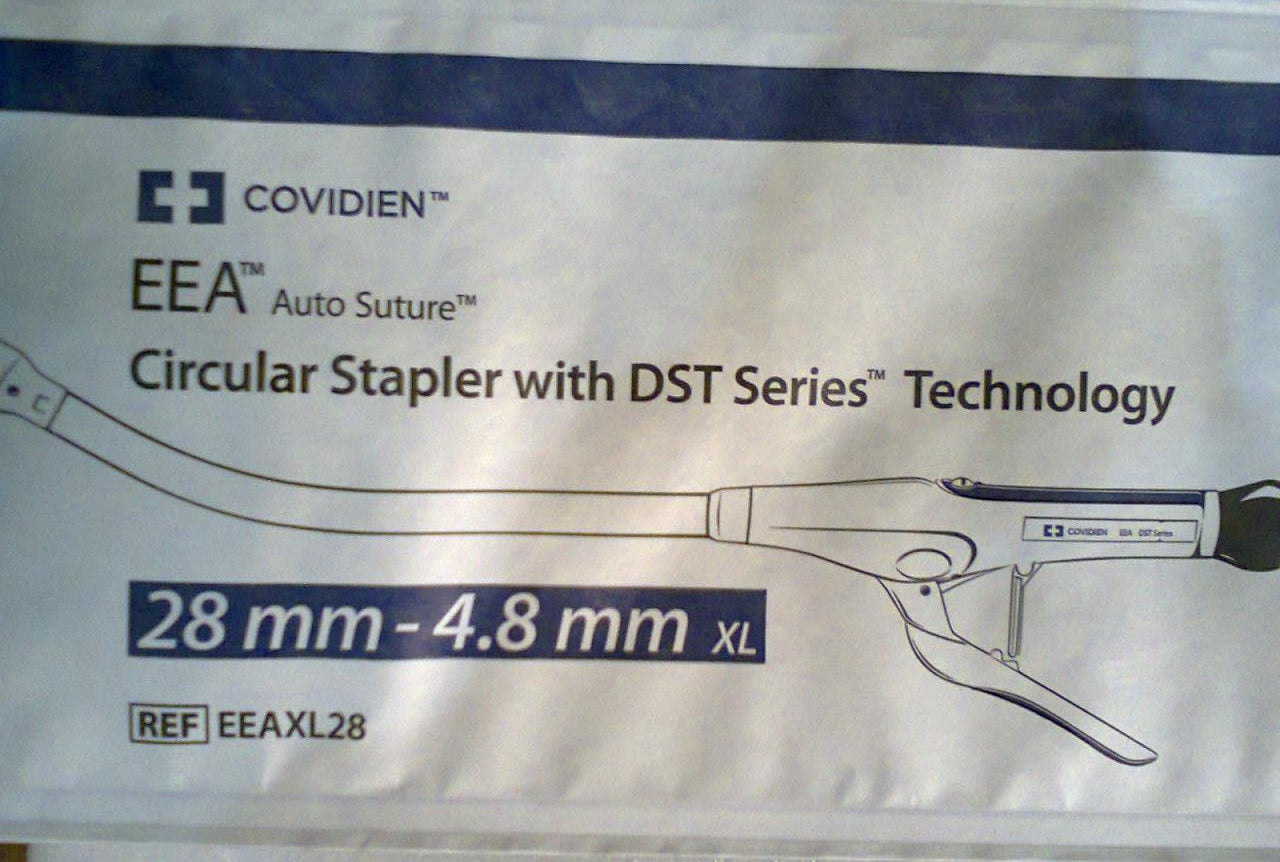 COVIDIEN™
EEA™ Auto Suture™
Circular Stapler with DST Series™ Technology
COVIDIEN EEA DST Series
28 mm - 4.8 mm XL
REF EEAXL28